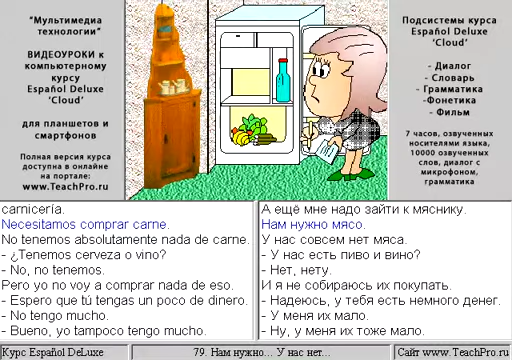 "Мультимедиа
технологии"
ВИДЕОУРОКИ к
компьютерному
курсу
Español Deluxe
'Cloud'
для планшетов и
смартфонов
Полная версия курса
доступна в онлайне
на портале:
www.TeachPro.ru
Подсистемы курса
Español Deluxe
'Cloud'
- Диалог
- Словарь
- Грамматика
-Фонетика
- Фильм
7 часов, озвученных
носителями языка,
10000 озвученных
слов, диалог с
микрофоном,
грамматика
carnicería.
Necesitamos comprar carne.
No tenemos absolutamente nada de carne.
- ¿Tenemos cerveza o vino?
- No, no tenemos.
Pero yo no voy a comprar nada de eso.
- Espero que tú tengas un poco de dinero.
- No tengo mucho.
- Bueno, yo tampoco tengo mucho.
А ещё мне надо зайти к мяснику.
Нам нужно мясо.
У нас совсем нет мяса.
- У нас есть пиво и вино?
- Нет, нету.
И я не собираюсь их покупать.
- Надеюсь, у тебя есть немного денег.
- У меня их мало.
- Ну, у меня их тоже мало.
Курс Español DeLuxe
79. Нам нужно... У нас нет...
Сайт www.TeachPro.ru